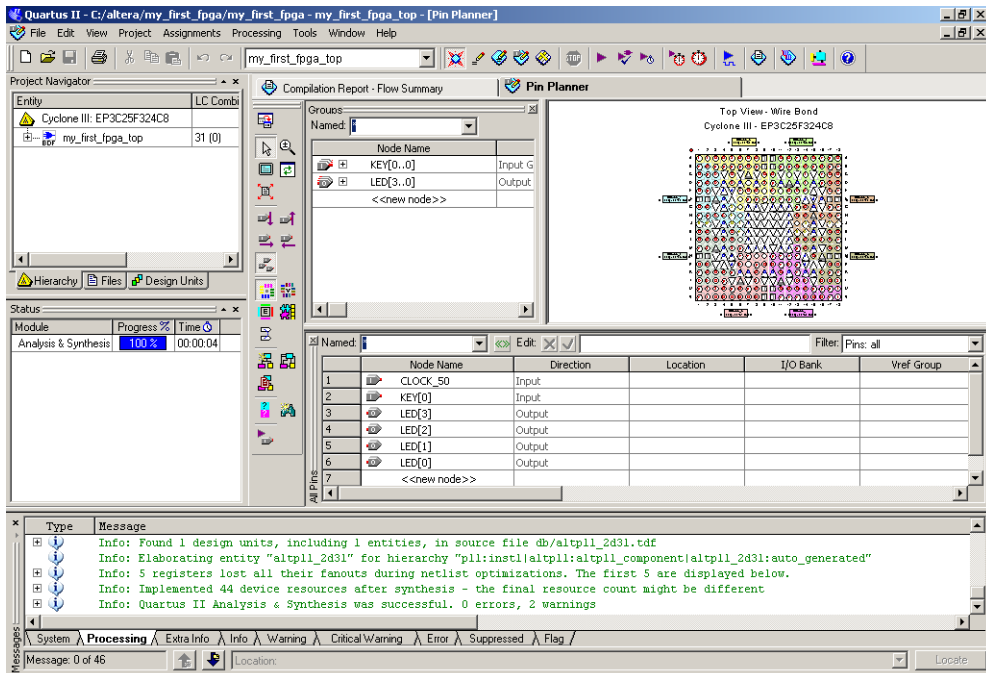 Quartus II - C:/altera/my_first_fpga/my_first_fpga - my_first_fpga_top - [Pin Planner]
File Edit View Project Assignments Processing Tools Window Help
my_first_fpga_top
Project Navigator
Entity LC Combi
Cyclone III: EP3C25F324C8
my_first_fpga_top 31 (0)
Hierarchy Files Design Units
Status
Module Progress % Time
Analysis & Synthesis 100 % 00:00:04
Compilation Report - Flow Summary
Pin Planner
Groups
Named: *
Node Name
KEY[0..0] Input G
LED[3..0] Output
<<new node>>
Top View - Wire Bond
Cyclone III - EP3C25F324C8
Named: * Edit: Filter: Pins: all
Node Name Direction Location I/O Bank Vref Group
1 CLOCK_50 Input
2 KEY[0] Input
3 LED[3] Output
4 LED[2] Output
5 LED[1] Output
6 LED[0] Output
7 <<new node>>
All Pins
Type Message
Info: Found 1 design units, including 1 entities, in source file db/altpll_2d31.tdf
Info: Elaborating entity "altpll_2d31" for hierarchy "pll:inst1|altpll:altpll_component|altpll_2d31:auto_generated"
Info: 5 registers lost all their fanouts during netlist optimizations. The first 5 are displayed below.
Info: Implemented 44 device resources after synthesis - the final resource count might be different
Info: Quartus II Analysis & Synthesis was successful. 0 errors, 2 warnings
System Processing Extra Info Info Warning Critical Warning Error Suppressed Flag
Messages
Message: 0 of 46 Location: Locate